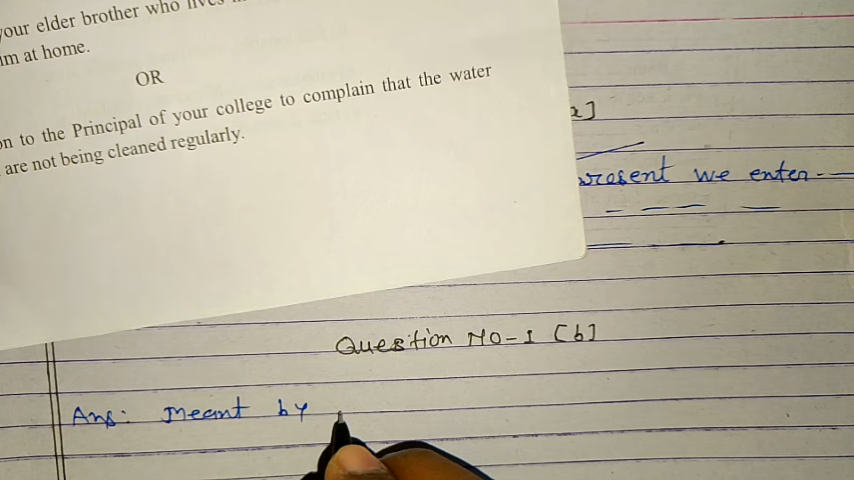 your elder brother who lives
im at home.
OR
on to the Principal of your college to complain that the water
are not being cleaned regularly.
]
present we enter
Question NO-1 [b]
Ans: Meant by